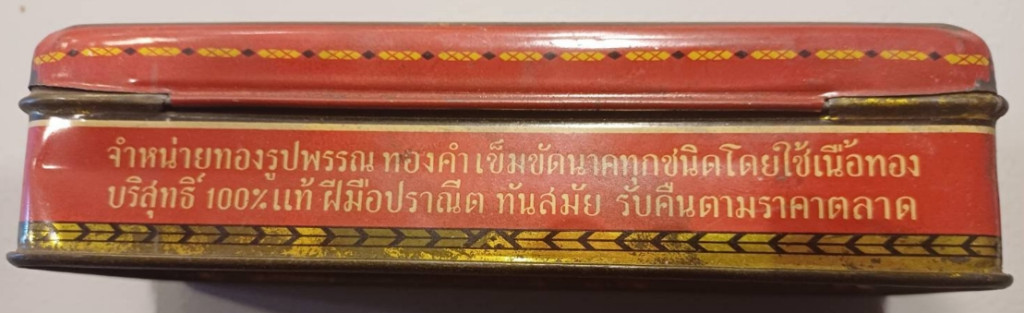 จำหน่ายทองรูปพรรณ ทองคำ เข็มขัดนาคทุกชนิดโดยใช้เนื้อทอง
บริสุทธิ์ 100% แท้ ฝีมือปราณีต ทันสมัย รับคืนตามราคาตลาด